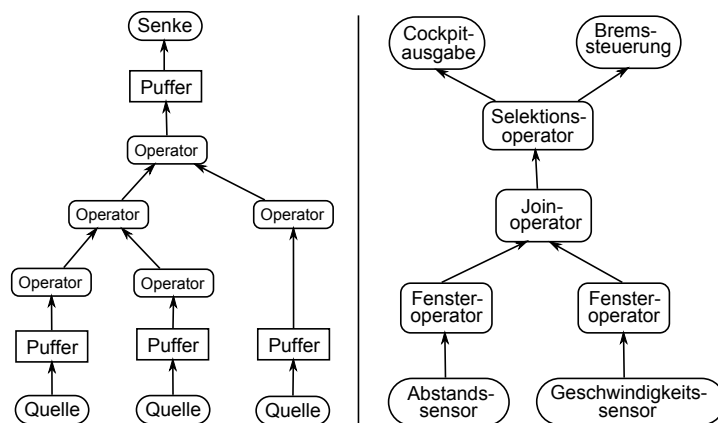 Senke
Puffer
Operator
Operator
Operator
Operator
Operator
Puffer
Puffer
Puffer
Quelle
Quelle
Quelle
Cockpit-
ausgabe
Brems-
steuerung
Selektions-
operator
Join-
operator
Fenster-
operator
Fenster-
operator
Abstands-
sensor
Geschwindigkeits-
sensor